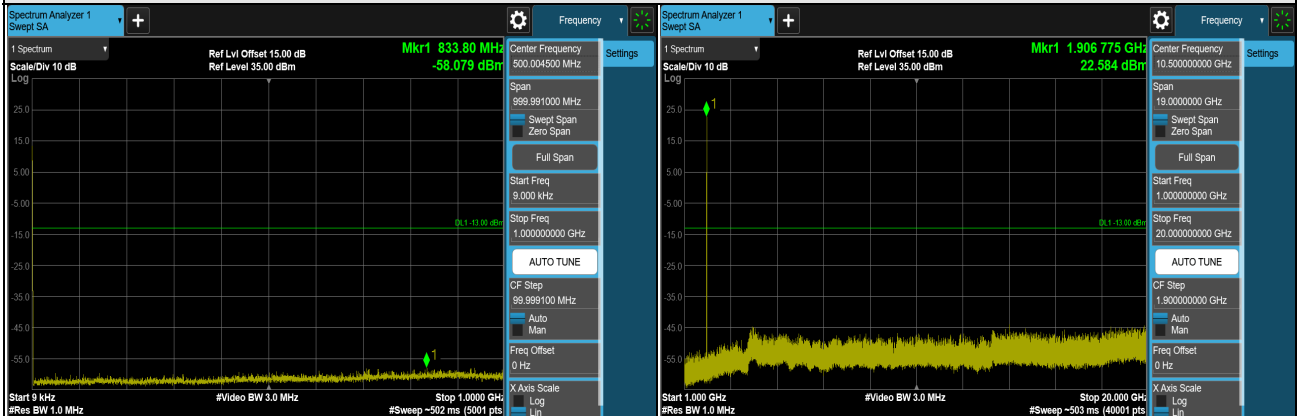 Spectrum Analyzer 1
Swept SA
+
Frequency
1 Spectrum
Scale/Div 10 dB
Log
Ref Lvl Offset 15.00 dB
Ref Level 35.00 dBm
Mkr1 833.80 MHz
-58.079 dBm
25.0
15.0
5.00
-5.00
-15.0
-25.0
-35.0
-45.0
-55.0
DL1 -13.00 dBm
1
Start 9 kHz
#Res BW 1.0 MHz
#Video BW 3.0 MHz
Stop 1.0000 GHz
#Sweep ~502 ms (5001 pts
Center Frequency
500.004500 MHz
Settings
Span
999.991000 MHz
Swept Span
Zero Span
Full Span
Start Freq
9.000 kHz
Stop Freq
1.000000000 GHz
AUTO TUNE
CF Step
99.999100 MHz
Auto
Man
Freq Offset
0 Hz
X Axis Scale
Log
Lin
Spectrum Analyzer 1
Swept SA
+
Frequency
1 Spectrum
Scale/Div 10 dB
Log
Ref Lvl Offset 15.00 dB
Ref Level 35.00 dBm
Mkr1 1.906 775 GHz
22.584 dBm
25.0
15.0
5.00
-5.00
-15.0
-25.0
-35.0
-45.0
-55.0
DL1 -13.00 dBm
1
Start 1.000 GHz
#Res BW 1.0 MHz
#Video BW 3.0 MHz
Stop 20.000 GHz
#Sweep ~503 ms (40001 pts
Center Frequency
10.500000000 GHz
Settings
Span
19.0000000 GHz
Swept Span
Zero Span
Full Span
Start Freq
1.000000000 GHz
Stop Freq
20.000000000 GHz
AUTO TUNE
CF Step
1.900000000 GHz
Auto
Man
Freq Offset
0 Hz
X Axis Scale
Log
Lin